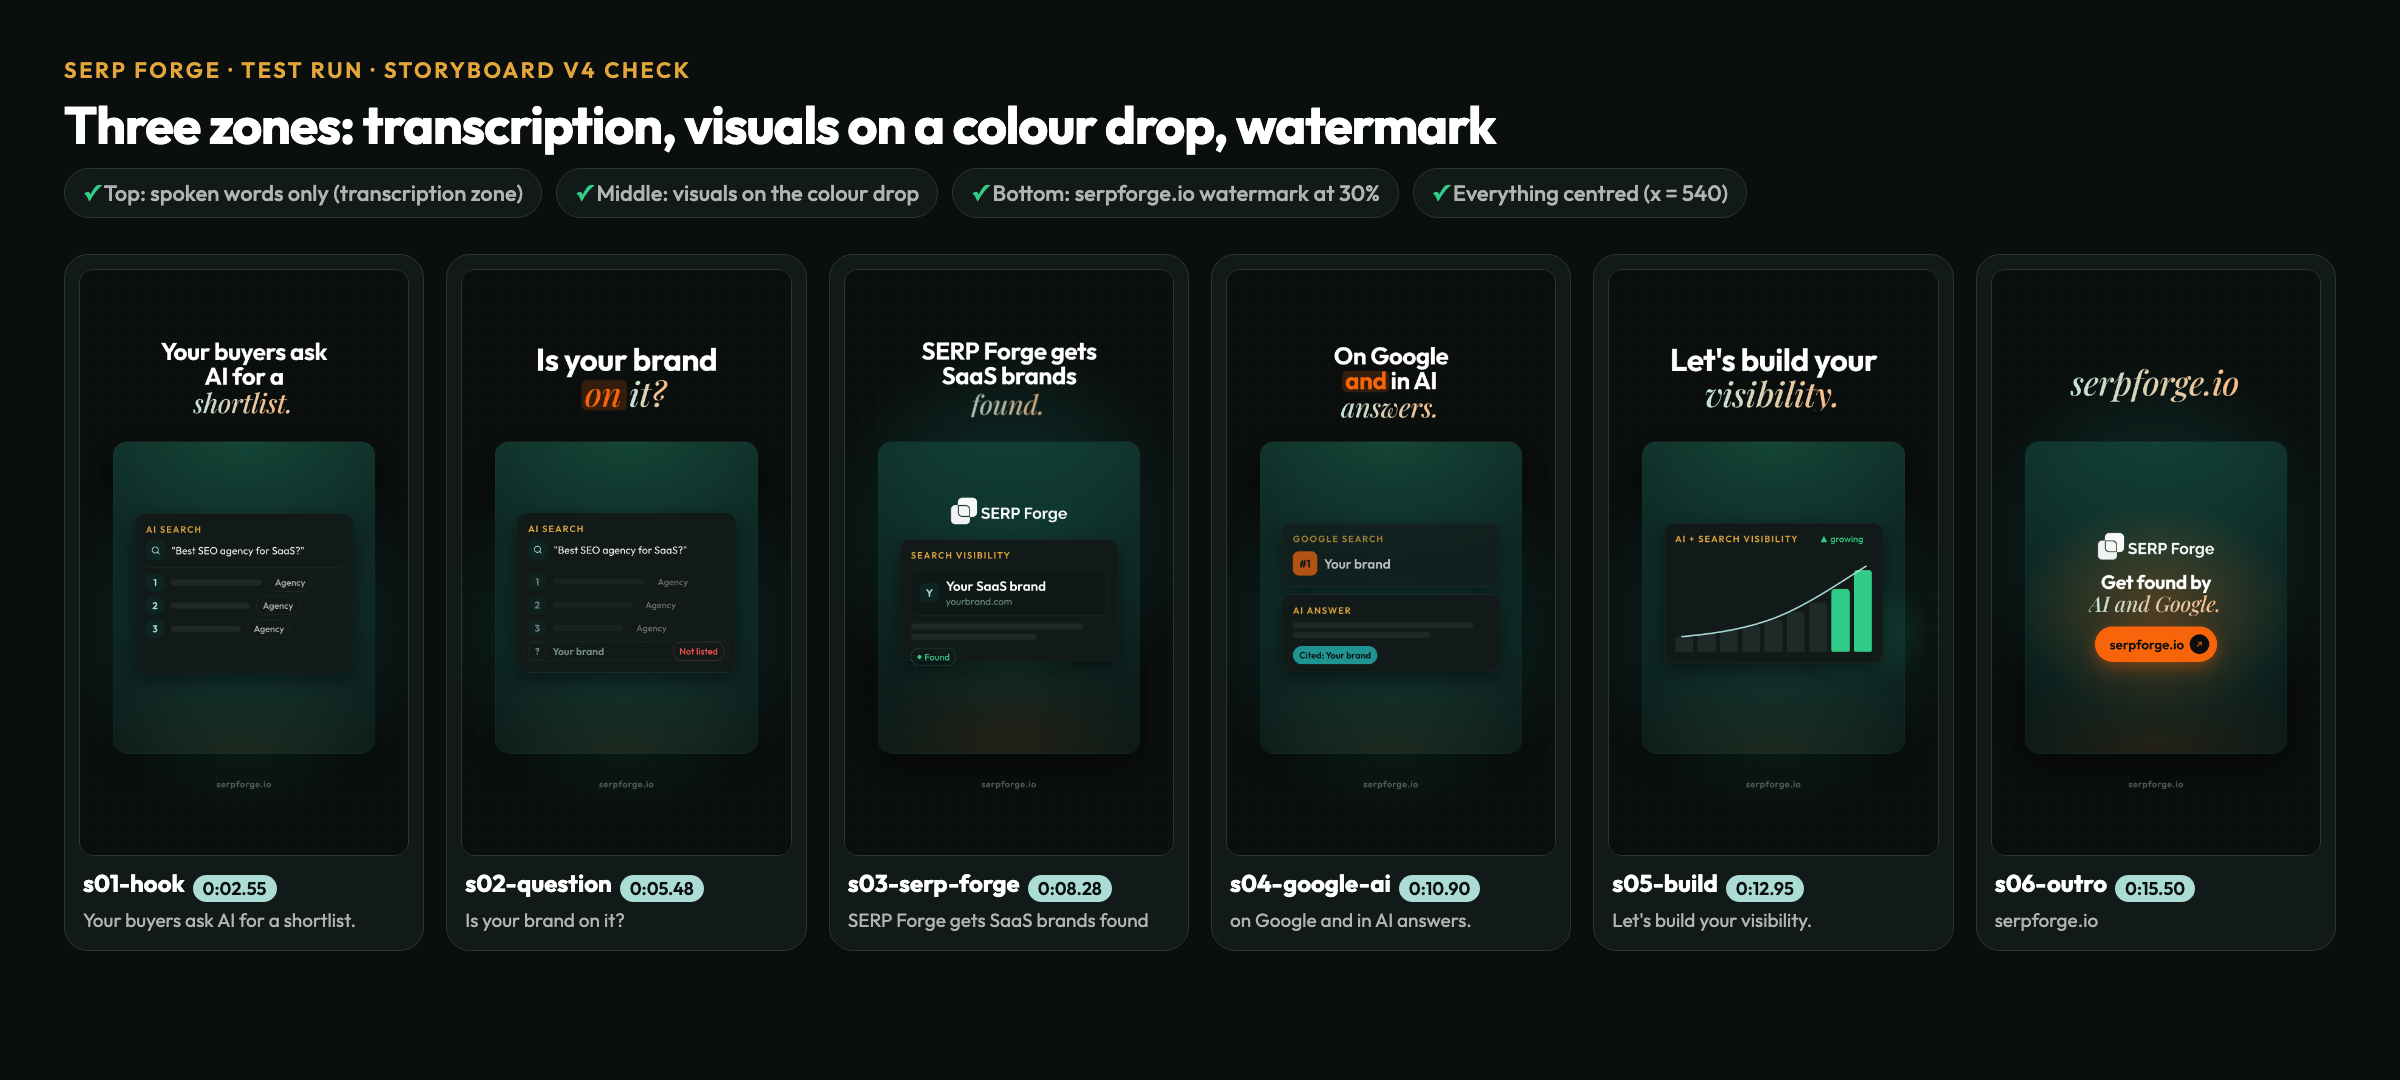 SERP FORGE · TEST RUN · STORYBOARD V4 CHECK
Three zones: transcription, visuals on a colour drop, watermark
✓Top: spoken words only (transcription zone)
✓Middle: visuals on the colour drop
✓Bottom: serpforge.io watermark at 30%
✓Everything centred (x = 540)
Your buyers ask
AI for a
shortlist.
AI SEARCH
"Best SEO agency for SaaS?"
1 Agency
2 Agency
3 Agency
serpforge.io
s01-hook 0:02.55
Your buyers ask AI for a shortlist.
Is your brand
on it?
AI SEARCH
"Best SEO agency for SaaS?"
1 Agency
2 Agency
3 Agency
? Your brand Not listed
serpforge.io
s02-question 0:05.48
Is your brand on it?
SERP Forge gets
SaaS brands
found.
SERP Forge
SEARCH VISIBILITY
Y Your SaaS brand
yourbrand.com
Found
serpforge.io
s03-serp-forge 0:08.28
SERP Forge gets SaaS brands found
On Google
and in AI
answers.
GOOGLE SEARCH
#1 Your brand
AI ANSWER
Cited: Your brand
serpforge.io
s04-google-ai 0:10.90
on Google and in AI answers.
Let's build your
visibility.
AI + SEARCH VISIBILITY ▲ growing
serpforge.io
s05-build 0:12.95
Let's build your visibility.
serpforge.io
SERP Forge
Get found by
AI and Google.
serpforge.io
serpforge.io
s06-outro 0:15.50
serpforge.io